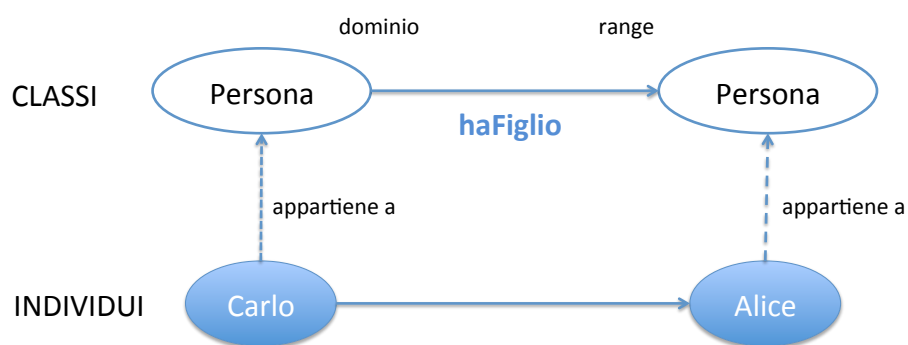 dominio
range
CLASSI
Persona
Persona
haFiglio
appartiene a
appartiene a
INDIVIDUI
Carlo
Alice